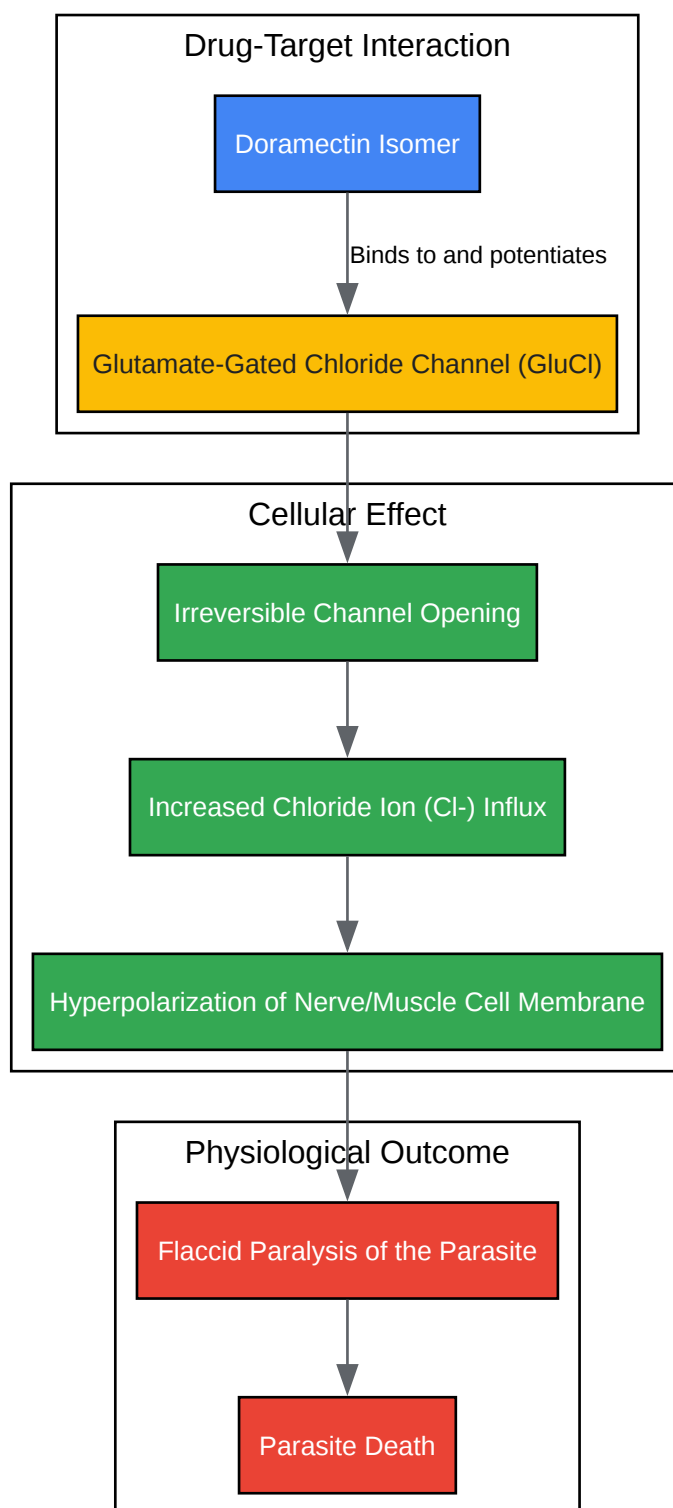 Drug-Target Interaction
Doramectin Isomer
Binds to and potentiates
Glutamate-Gated Chloride Channel (GluCl)
Cellular Effect
Irreversible Channel Opening
Increased Chloride Ion (Cl-) Influx
Hyperpolarization of Nerve/Muscle Cell Membrane
Physiological Outcome
Flaccid Paralysis of the Parasite
Parasite Death